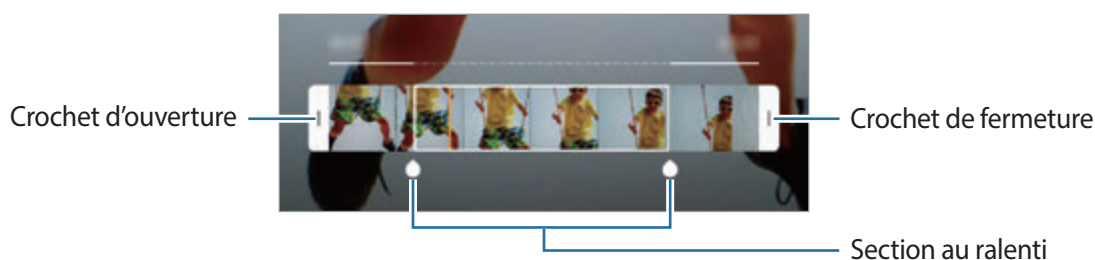 Crochet d'ouverture
Crochet de fermeture
Section au ralenti